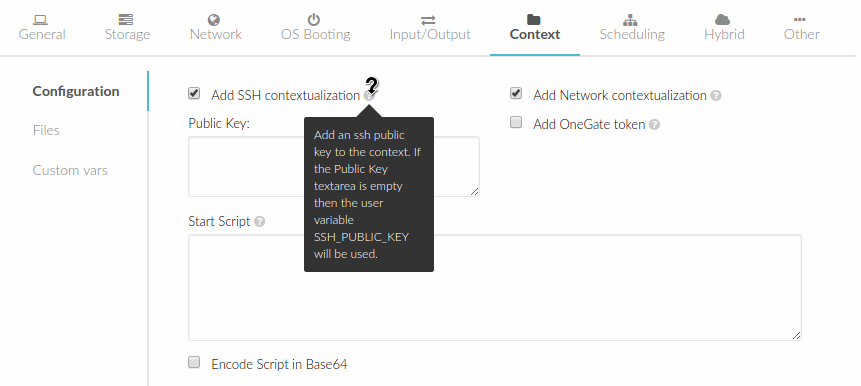 General Storage Network OS Booting Input/Output Context Scheduling Hybrid Other
Configuration
Files
Custom vars
Add SSH contextualization ?
Add Network contextualization ?
Public Key:
Add OneGate token ?
Add an ssh public
key to the context. If
the Public Key
textarea is empty
then the user
variable
SSH_PUBLIC_KEY
will be used.
Start Script ?
Encode Script in Base64